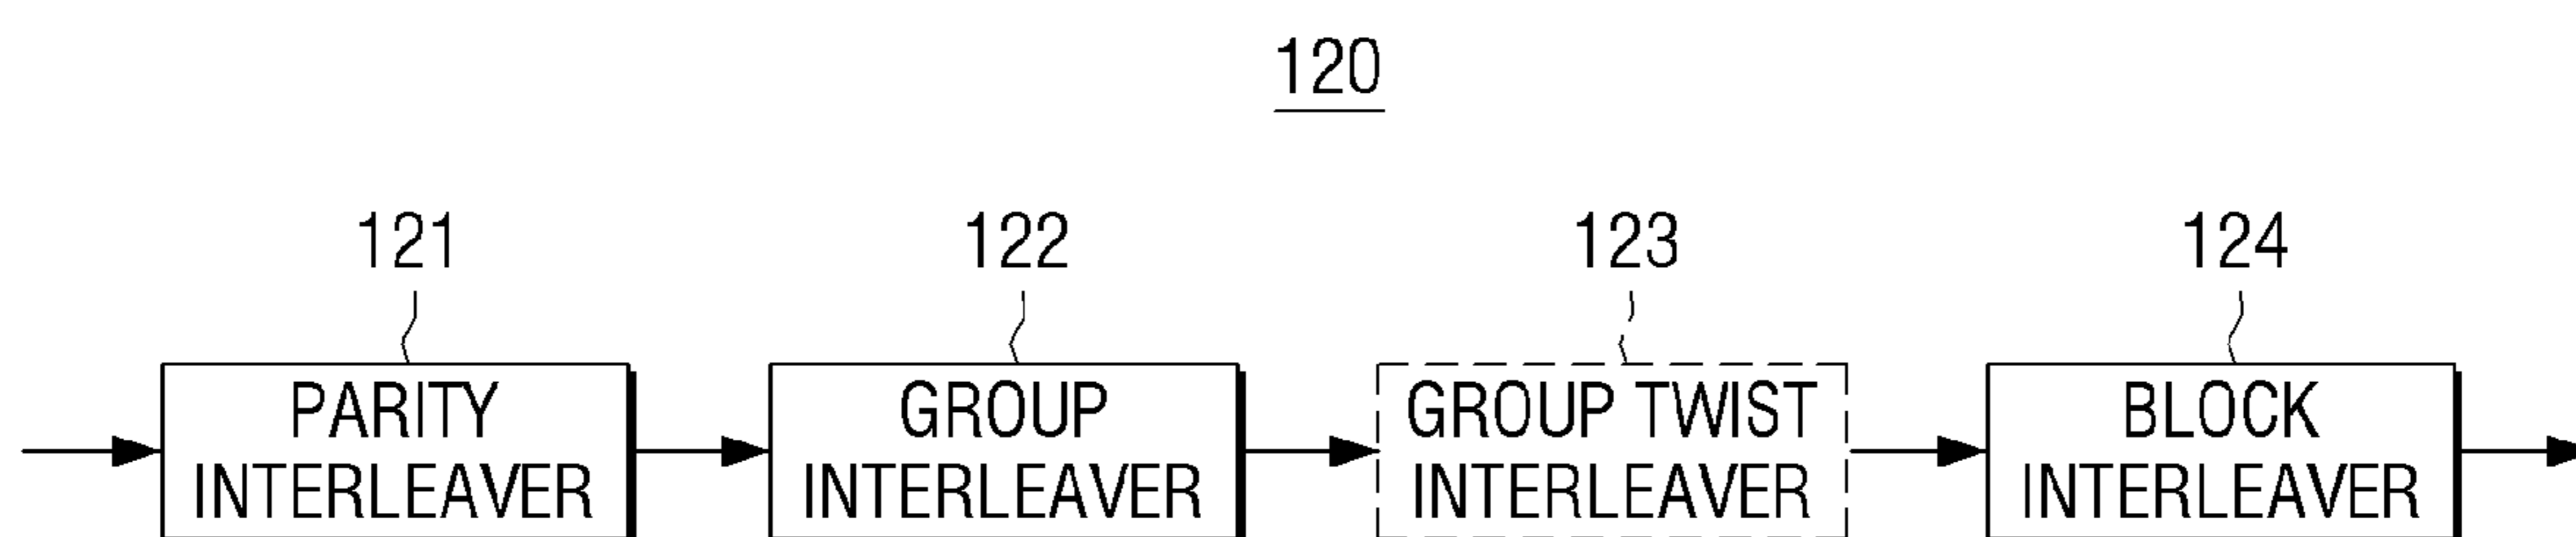 120
121
122
123
124
PARITY
INTERLEAVER
GROUP
INTERLEAVER
GROUP TWIST
INTERLEAVER
BLOCK
INTERLEAVER